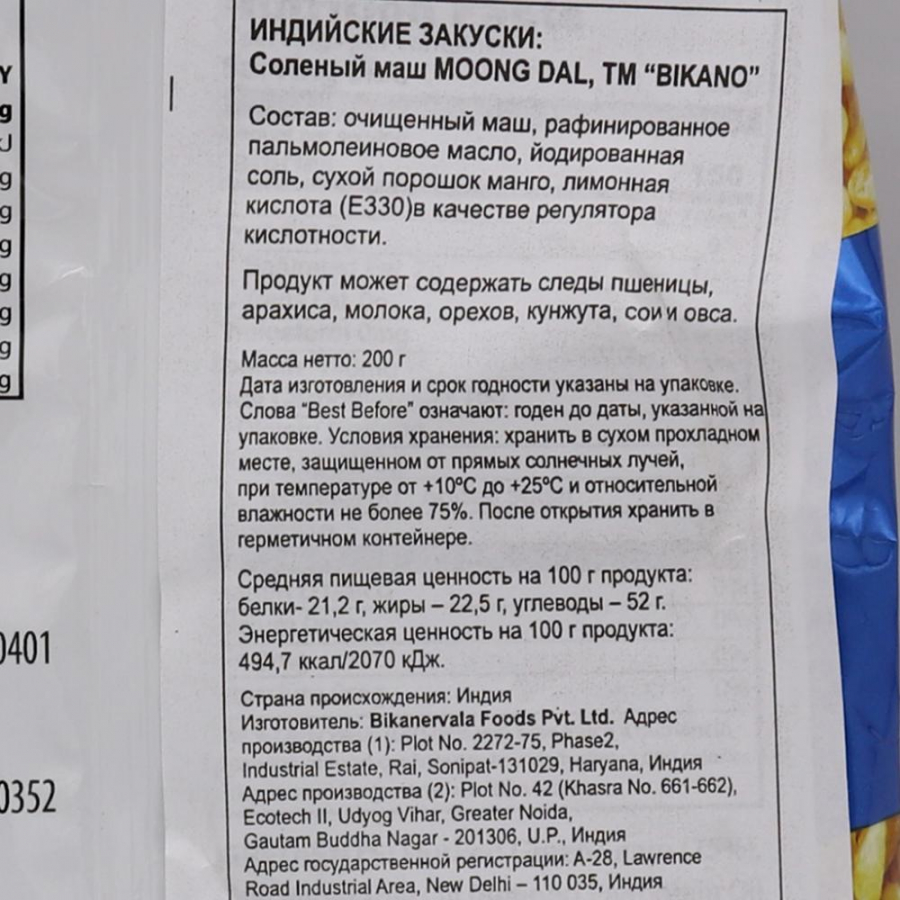 Y
g
kJ
g
g
g
g
g
g
g
0401
0352
ИНДИЙСКИЕ ЗАКУСКИ:
Соленый маш MOONG DAL, ТМ “BIKANO”
Состав: очищенный маш, рафинированное
пальмолеиновое масло, йодированная
соль, сухой порошок манго, лимонная
кислота (Е330)в качестве регулятора
кислотности.
Продукт может содержать следы пшеницы,
арахиса, молока, орехов, кунжута, сои и овса.
Масса нетто: 200 г
Дата изготовления и срок годности указаны на упаковке.
Слова “Best Before” означают: годен до даты, указанной на
упаковке. Условия хранения: хранить в сухом прохладном
месте, защищенном от прямых солнечных лучей,
при температуре от +10ºС до +25ºС и относительной
влажности не более 75%. После открытия хранить в
герметичном контейнере.
Средняя пищевая ценность на 100 г продукта:
белки- 21,2 г, жиры – 22,5 г, углеводы – 52 г.
Энергетическая ценность на 100 г продукта:
494,7 ккал/2070 кДж.
Страна происхождения: Индия
Изготовитель: Bikanervala Foods Pvt. Ltd. Адрес
производства (1): Plot No. 2272-75, Phase2,
Industrial Estate, Rai, Sonipat-131029, Haryana, Индия
Адрес производства (2): Plot No. 42 (Khasra No. 661-662),
Ecotech II, Udyog Vihar, Greater Noida,
Gautam Buddha Nagar - 201306, U.P., Индия
Адрес государственной регистрации: A-28, Lawrence
Road Industrial Area, New Delhi – 110 035, Индия